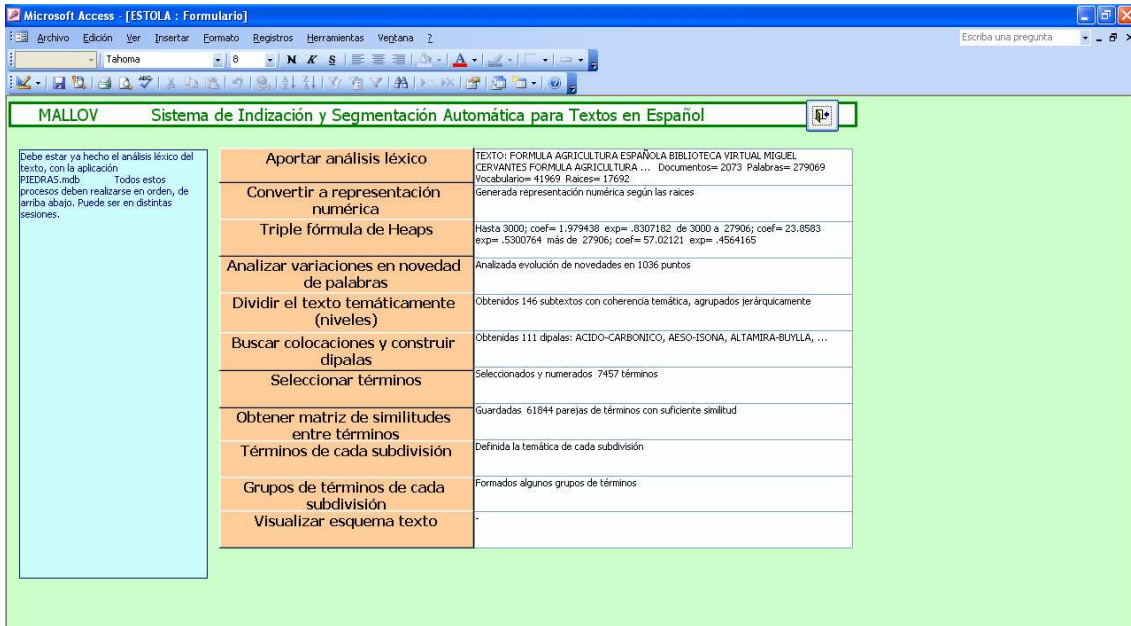 Microsoft Access - [ESTOLA : Formulario]
Archivo Edición Ver Insertar Formato Registros Herramientas Ventana ?
Escriba una pregunta
Tahoma 8 N K S
MALLOV Sistema de Indización y Segmentación Automática para Textos en Español
Debe estar ya hecho el análisis léxico del
texto, con la aplicación
PIEDRAS.mdb Todos estos
procesos deben realizarse en orden, de
arriba abajo. Puede ser en distintas
sesiones.
Aportar análisis léxico
TEXTO: FORMULA AGRICULTURA ESPAÑOLA BIBLIOTECA VIRTUAL MIGUEL
CERVANTES FORMULA AGRICULTURA ... Documentos= 2073 Palabras= 279069
Vocabulario= 41969 Raices= 17692
Convertir a representación
numérica
Generada representación numérica según las raices
Triple fórmula de Heaps
Hasta 3000; coef= 1.979438 exp= .8307182 de 3000 a 27906; coef= 23.8583
exp= .5300764 más de 27906; coef= 57.02121 exp= .4564165
Analizar variaciones en novedad
de palabras
Analizada evolución de novedades en 1036 puntos
Dividir el texto temáticamente
(niveles)
Obtenidos 146 subtextos con coherencia temática, agrupados jerárquicamente
Buscar colocaciones y construir
dipalas
Obtenidas 111 dipalas: ACIDO-CARBONICO, AESO-ISONA, ALTAMIRA-BUYLLA, ...
Seleccionar términos
Seleccionados y numerados 7457 términos
Obtener matriz de similitudes
entre términos
Guardadas 61844 parejas de términos con suficiente similitud
Términos de cada subdivisión
Definida la temática de cada subdivisión
Grupos de términos de cada
subdivisión
Formados algunos grupos de términos
Visualizar esquema texto
-